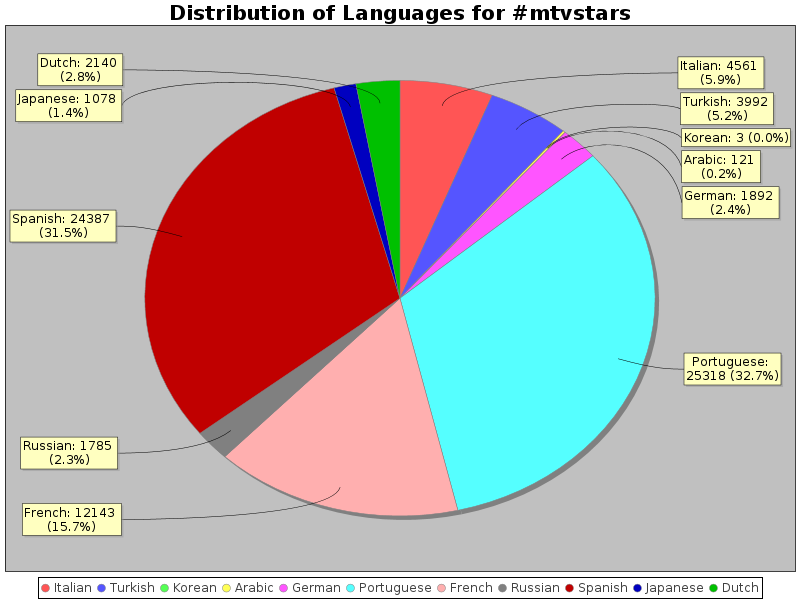 Distribution of Languages for #mtvstars
Dutch: 2140
(2.8%)
Japanese: 1078
(1.4%)
Spanish: 24387
(31.5%)
Russian: 1785
(2.3%)
French: 12143
(15.7%)
Italian: 4561
(5.9%)
Turkish: 3992
(5.2%)
Korean: 3 (0.0%)
Arabic: 121
(0.2%)
German: 1892
(2.4%)
Portuguese:
25318 (32.7%)
Italian Turkish Korean Arabic German Portuguese French Russian Spanish Japanese Dutch